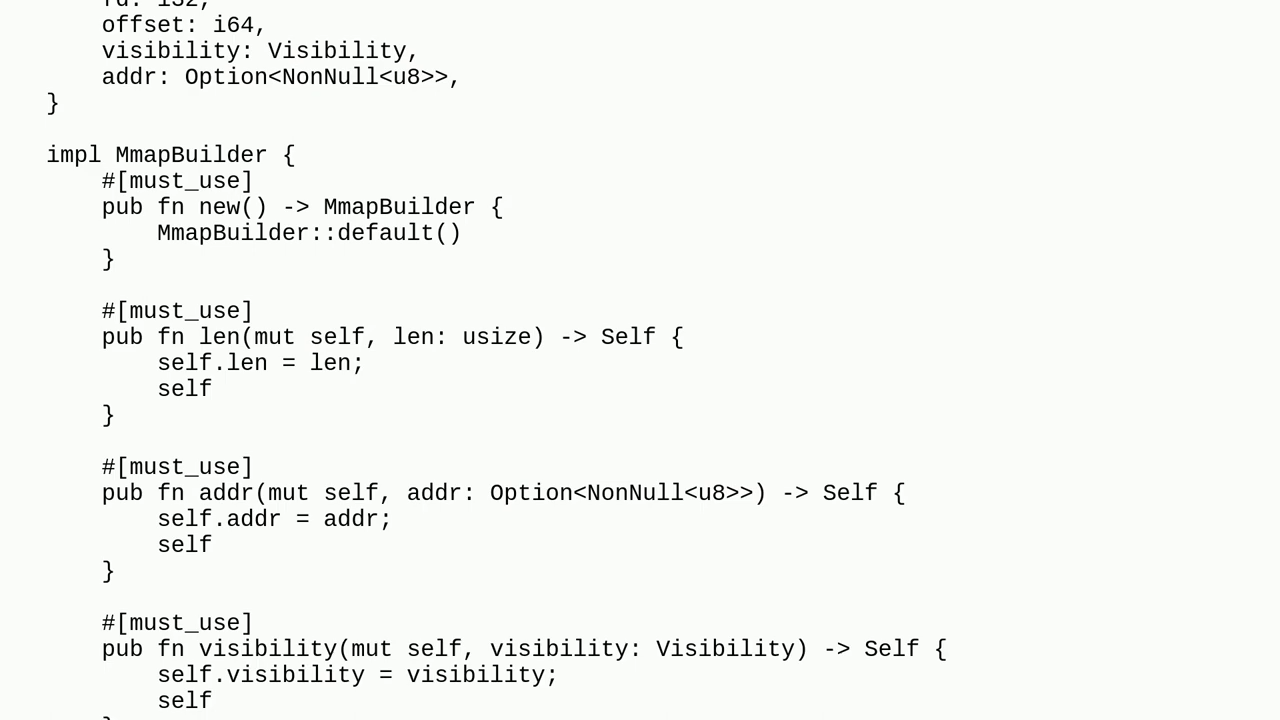 fd: i32,
    offset: i64,
    visibility: Visibility,
    addr: Option<NonNull<u8>>,
}

impl MmapBuilder {
    #[must_use]
    pub fn new() -> MmapBuilder {
        MmapBuilder::default()
    }

    #[must_use]
    pub fn len(mut self, len: usize) -> Self {
        self.len = len;
        self
    }

    #[must_use]
    pub fn addr(mut self, addr: Option<NonNull<u8>>) -> Self {
        self.addr = addr;
        self
    }

    #[must_use]
    pub fn visibility(mut self, visibility: Visibility) -> Self {
        self.visibility = visibility;
        self
    }